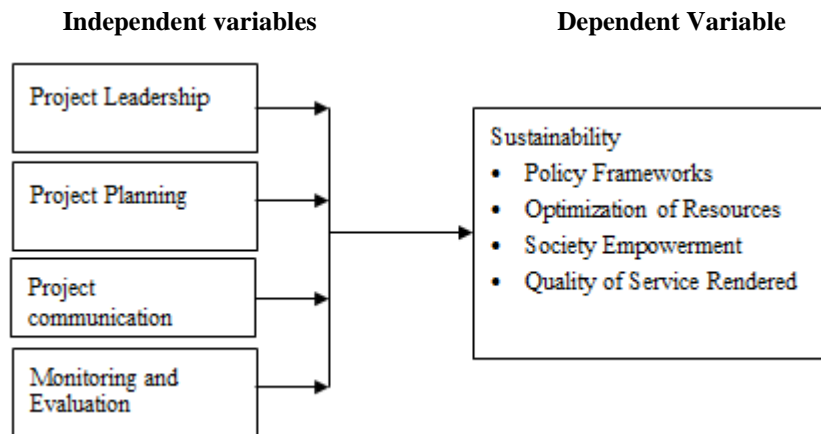 Independent variables
Dependent Variable
Project Leadership
Project Planning
Project
communication
Monitoring and
Evaluation
Sustainability
• Policy Frameworks
• Optimization of Resources
• Society Empowerment
• Quality of Service Rendered